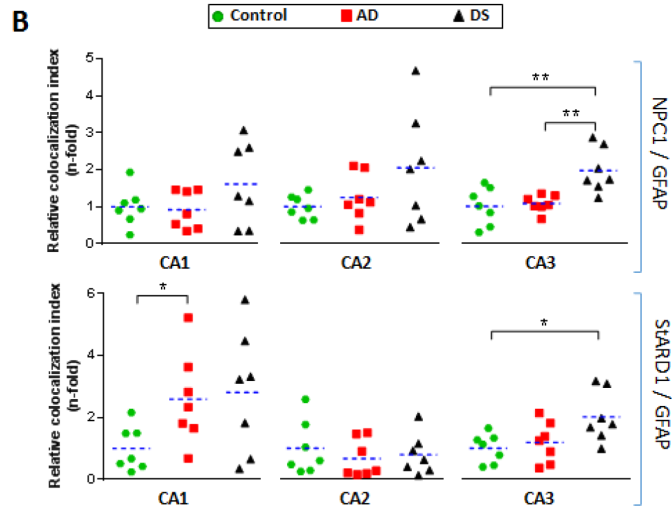 B
Control AD DS
Relative colocalization index
(n-fold)
5
4
3
2
1
0
**
**
CA1 CA2 CA3
NPC1 / GFAP
Relative colocalization index
(n-fold)
6
4
2
0
*
*
CA1 CA2 CA3
StARD1 / GFAP